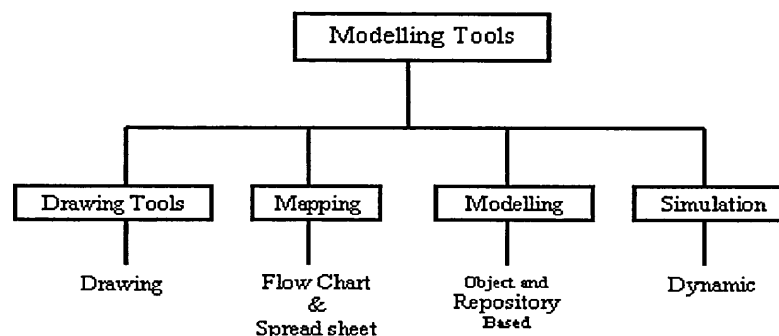 Modelling Tools
Drawing Tools
Mapping
Modelling
Simulation
Drawing
Flow Chart
&
Spread sheet
Object and
Repository
Based
Dynamic